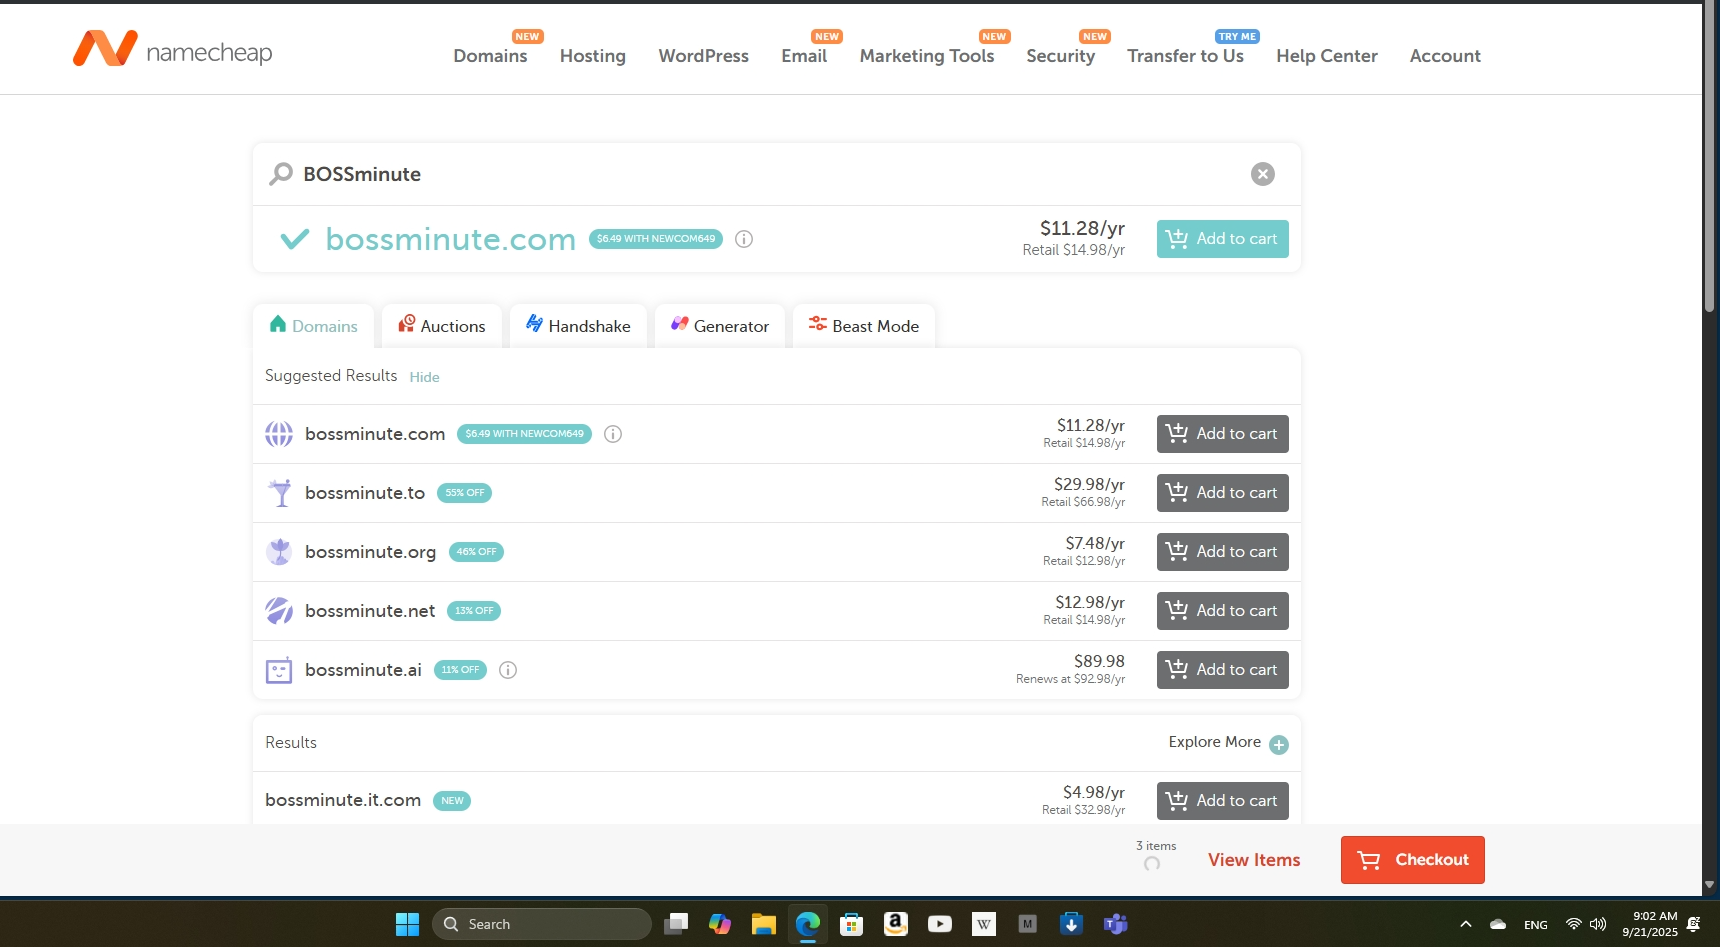 namecheap
Domains NEW
Hosting
WordPress
Email NEW
Marketing Tools NEW
Security NEW
Transfer to Us TRY ME
Help Center
Account
BOSSminute
bossminute.com $6.49 WITH NEWCOM649
$11.28/yr
Retail $14.98/yr
Add to cart
Domains
Auctions
Handshake
Generator
Beast Mode
Suggested Results Hide
bossminute.com $6.49 WITH NEWCOM649
$11.28/yr
Retail $14.98/yr
Add to cart
bossminute.to 55% OFF
$29.98/yr
Retail $66.98/yr
Add to cart
bossminute.org 46% OFF
$7.48/yr
Retail $12.98/yr
Add to cart
bossminute.net 13% OFF
$12.98/yr
Retail $14.98/yr
Add to cart
bossminute.ai 11% OFF
$89.98
Renews at $92.98/yr
Add to cart
Results
Explore More
bossminute.it.com NEW
$4.98/yr
Retail $32.98/yr
Add to cart
3 items
View Items
Checkout
Search
W
M
ENG
9:02 AM
9/21/2025